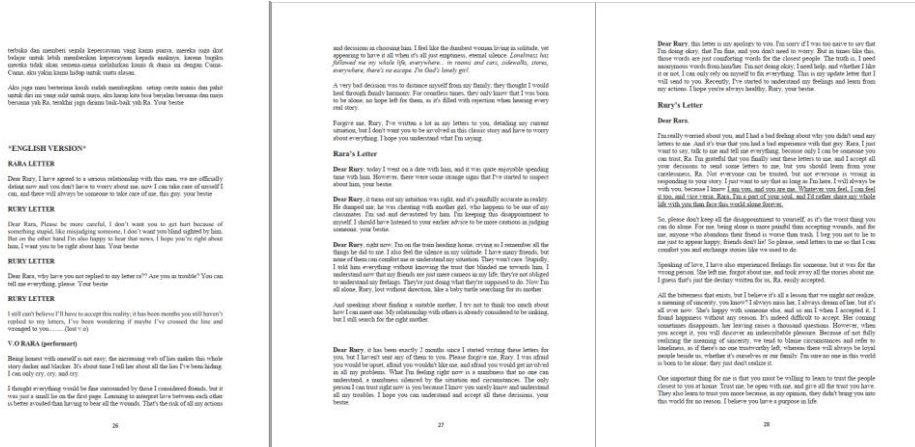 terbuka dan memberi segala kepercayaan yang kamu punya, mereka juga ikut
belajar untuk lebih memberikan kepercayaan kepada anaknya, karena begitu
mereka tidak akan semena-mena melahirkan kamu di dunia ini dengan Cuma-
Cuma, aku yakin kamu hidup untuk suatu alasan.
Aku juga mau berterima kasih sudah membagikan setiap cerita manis dan pahit
untuk dari ini yang sulit untuk maju, aku harap kita bisa berjalan bersama dan maju
bersama yah Ra, terakhir jaga dirimu baik-baik yah Ra. Your bestie
*ENGLISH VERSION*
RARA LETTER
Dear Rury, I have agreed to a serious relationship with this man, we are officially
dating now and you don't have to worry about me, now I can take care of myself I
can, and there will always be someone to take care of me, this guy. your bestie
RURY LETTER
Dear Rara, Please be more careful, I don't want you to get hurt because of
something stupid, like misjudging someone, I don't want you blind sighted by him.
But on the other hand I'm also happy to hear that news, I hope you're right about
him, I want you to be right about him. Your bestie
RURY LETTER
Dear Rara, why have you not replied to my letter ra?? Are you in trouble? You can
tell me everything, please. Your bestie
RURY LETTER
I still can't believe I'll have to accept this reality; it has been months you still haven't
replied to my letters, I've been wondering if maybe I've crossed the line and
wronged to you.........(lost v.o)
V.O RARA (performart)
Being honest with oneself is not easy; the increasing web of lies makes this whole
story darker and blacker. It's about time I tell her about all the lies I've been hiding.
I can only cry, cry, and cry.
I thought everything would be fine surrounded by those I considered friends, but it
was just a small lie on the first page. Learning to interpret love between each other
is better avoided than having to bear all the wounds. That's the risk of all my actions
26
and decisions in choosing him. I feel like the dumbest woman living in solitude, yet
appearing to have it all when it's all just emptiness, eternal silence. Loneliness has
followed me my whole life, everywhere... in rooms and cars, sidewalks, stores,
everywhere, there's no escape. I'm God's lonely girl.
A very bad decision was to distance myself from my family; they thought I would
heal through family harmony. For countless times, they only know that I was born
to be alone, no hope left for them, as it's filled with rejection when hearing every
real story.
Forgive me, Rury, I've written a lot in my letters to you, detailing my current
situation, but I don't want you to be involved in this classic story and have to worry
about everything. I hope you understand what I'm saying.
Rara's Letter
Dear Rury, today I went on a date with him, and it was quite enjoyable spending
time with him. However, there were some strange signs that I've started to suspect
about him, your bestie.
Dear Rury, it turns out my intuition was right, and it's painfully accurate in reality.
He dumped me, he was cheating with another girl, who happens to be one of my
classmates. I'm sad and devastated by him. I'm keeping this disappointment to
myself. I should have listened to your earlier advice to be more cautious in judging
someone, your bestie.
Dear Rury, right now, I'm on the train heading home, crying as I remember all the
things he did to me. I also feel the silence in my solitude. I have many friends, but
none of them can comfort me or understand my situation. They won't care. Stupidly,
I told him everything without knowing the trust that blinded me towards him. I
understand now that my friends are just mere cameos in my life, they're not obliged
to understand my feelings. They're just doing what they're supposed to do. Now I'm
all alone, Rury, lost without direction, like a baby turtle searching for its mother.
And speaking about finding a suitable mother, I try not to think too much about
how I can meet one. My relationship with others is already considered to be sinking,
but I still search for the right mother.
Dear Rury, it has been exactly 2 months since I started writing these letters for
you, but I haven't sent any of them to you. Please forgive me, Rury. I was afraid
you would be upset, afraid you wouldn't like me, and afraid you would get involved
in all my problems. What I'm feeling right now is a numbness that no one can
understand, a numbness silenced by the situation and circumstances. The only
person I can trust right now is you because I know you surely know and understand
all my troubles. I hope you can understand and accept all these decisions, your
bestie.
27
Dear Rury, this letter is my apology to you. I'm sorry if I was too naive to say that
I'm doing okay, that I'm fine, and you don't need to worry. But in times like this,
those words are just comforting words for the closest people. The truth is, I need
anonymous words from him/her. I'm not doing okay; I need help, and whether I like
it or not, I can only rely on myself to fix everything. This is my update letter that I
will send to you. Recently, I've started to understand my feelings and learn from
my actions. I hope you're always healthy, Rury, your bestie.
Rury's Letter
Dear Rara,
I'm really worried about you, and I had a bad feeling about why you didn't send any
letters to me. And it's true that you had a bad experience with that guy. Rara, I just
want to say, talk to me and tell me everything, because only I can be someone you
can trust, Ra. I'm grateful that you finally sent these letters to me, and I accept all
your decisions to send some letters to me, but you should learn from your
carelessness, Ra. Not everyone can be trusted, but not everyone is wrong in
responding to your story. I just want to say that as long as I'm here, I will always be
with you, because I know I am you, and you are me. Whatever you feel, I can feel
it too, and vice versa. Rara, I'm a part of your soul, and I'd rather share my whole
life with you than face this world alone forever.
So, please don't keep all the disappointment to yourself, as it's the worst thing you
can do alone. For me, being alone is more painful than accepting wounds, and for
me, anyone who abandons their friend is worse than trash. I beg you not to lie to
me just to appear happy; friends don't lie! So please, send letters to me so that I can
comfort you and exchange stories like we used to do.
Speaking of love, I have also experienced feelings for someone, but it was for the
wrong person. She left me, forgot about me, and took away all the stories about me.
I guess that's just the destiny written for us, Ra, easily accepted.
All the bitterness that exists, but I believe it's all a lesson that we might not realize,
a meaning of sincerity, you know? I always miss her, I always dream of her, but it's
all over now. She's happy with someone else, and so am I when I accepted it, I
found happiness without any reason. It's indeed difficult to accept. Her coming
sometimes disappoints, her leaving raises a thousand questions. However, when
you accept it, you will discover an indescribable pleasure. Because of not fully
realizing the meaning of sincerity, we tend to blame circumstances and refer to
loneliness, as if there's no one trustworthy left, whereas there will always be loyal
people beside us, whether it's ourselves or our family. I'm sure no one in this world
is born to be alone; they just don't realize it.
One important thing for me is that you must be willing to learn to trust the people
closest to you at home. Trust me, be open with me, and give all the trust you have.
They also learn to trust you more because, in my opinion, they didn't bring you into
this world for no reason. I believe you have a purpose in life.
28